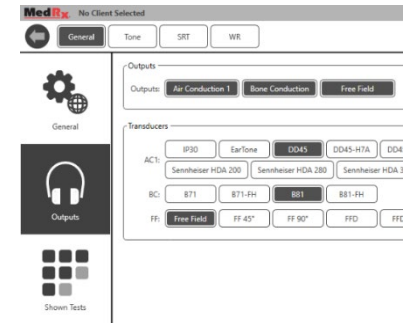 MedRx No Client Selected
General Tone SRT WR
Outputs
Outputs: Air Conduction 1 Bone Conduction Free Field
General
Transducers
AC1: IP30 EarTone DD45 DD45-H7A
Sennheiser HDA 200 Sennheiser HDA 280 Sennheiser HDA
BC: B71 B71-FH B81 B81-FH
Outputs
FF: Free Field FF 45° FF 90° FFD
Shown Tests